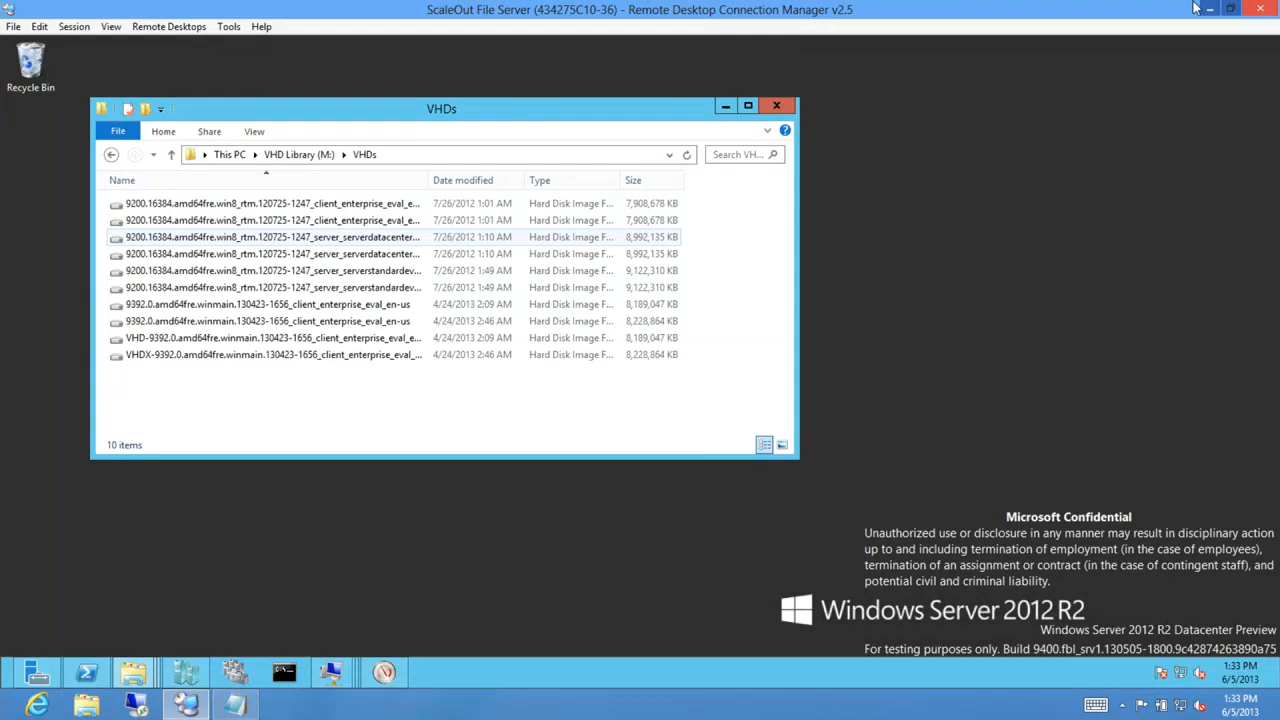 ScaleOut File Server (434275C10-36) - Remote Desktop Connection Manager v2.5
File Edit Session View Remote Desktops Tools Help
Recycle Bin
VHDs
File Home Share View
This PC VHD Library (M:) VHDs
Search VH...
Name Date modified Type Size
9200.16384.amd64fre.win8_rtm.120725-1247_client_enterprise_eval_e... 7/26/2012 1:01 AM Hard Disk Image F... 7,908,678 KB
9200.16384.amd64fre.win8_rtm.120725-1247_client_enterprise_eval_e... 7/26/2012 1:01 AM Hard Disk Image F... 7,908,678 KB
9200.16384.amd64fre.win8_rtm.120725-1247_server_serverdatacenter... 7/26/2012 1:10 AM Hard Disk Image F... 8,992,135 KB
9200.16384.amd64fre.win8_rtm.120725-1247_server_serverdatacenter... 7/26/2012 1:10 AM Hard Disk Image F... 8,992,135 KB
9200.16384.amd64fre.win8_rtm.120725-1247_server_serverstandardev... 7/26/2012 1:49 AM Hard Disk Image F... 9,122,310 KB
9200.16384.amd64fre.win8_rtm.120725-1247_server_serverstandardev... 7/26/2012 1:49 AM Hard Disk Image F... 9,122,310 KB
9392.0.amd64fre.winmain.130423-1656_client_enterprise_eval_en-us 4/24/2013 2:09 AM Hard Disk Image F... 8,189,047 KB
9392.0.amd64fre.winmain.130423-1656_client_enterprise_eval_en-us 4/24/2013 2:46 AM Hard Disk Image F... 8,228,864 KB
VHD-9392.0.amd64fre.winmain.130423-1656_client_enterprise_eval_e... 4/24/2013 2:09 AM Hard Disk Image F... 8,189,047 KB
VHDX-9392.0.amd64fre.winmain.130423-1656_client_enterprise_eval_... 4/24/2013 2:46 AM Hard Disk Image F... 8,228,864 KB
10 items
Microsoft Confidential
Unauthorized use or disclosure in any manner may result in disciplinary action
up to and including termination of employment (in the case of employees),
termination of an assignment or contract (in the case of contingent staff), and
potential civil and criminal liability.
Windows Server 2012 R2
Windows Server 2012 R2 Datacenter Preview
For testing purposes only. Build 9400.fbl_srv1.130505-1800.9c42874263890a75
1:33 PM
6/5/2013
1:33 PM
6/5/2013